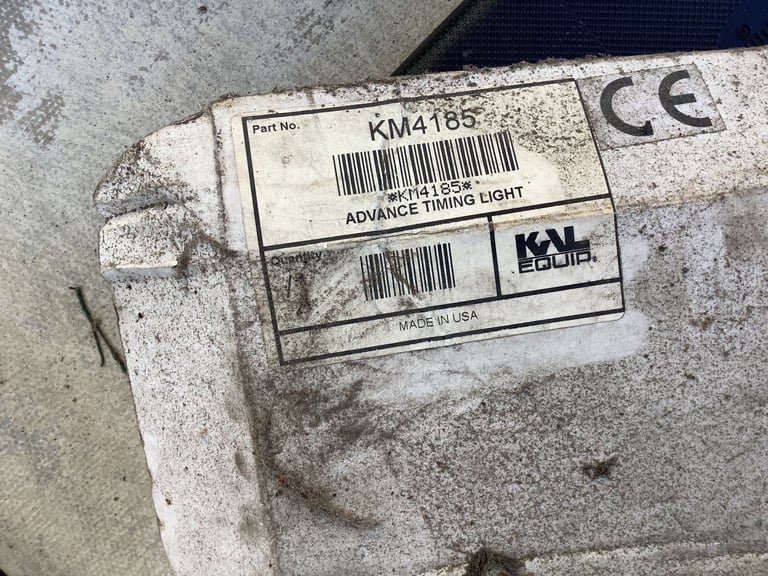 Part No.
KM4185
*KM4185*
ADVANCE TIMING LIGHT
Quantity
KAL
EQUIP
MADE IN USA
CE